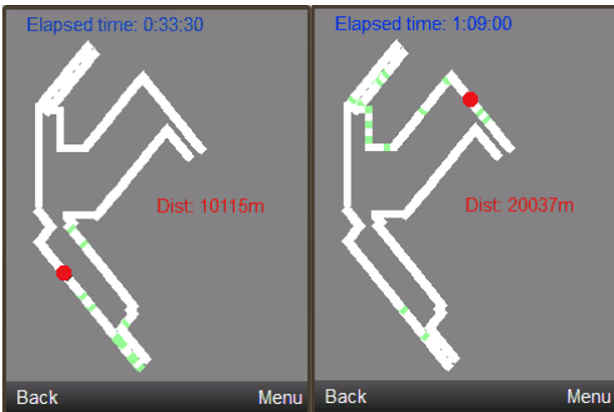 Elapsed time: 0:33:30
Dist: 10115m
Back Menu
Elapsed time: 1:09:00
Dist: 20037m
Back Menu